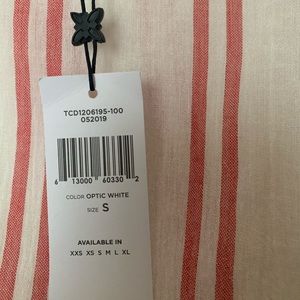 TCD1206195-100
052019
6 13000 60330 2
COLOR OPTIC WHITE
SIZE S
AVAILABLE IN
XXS XS S M L XL